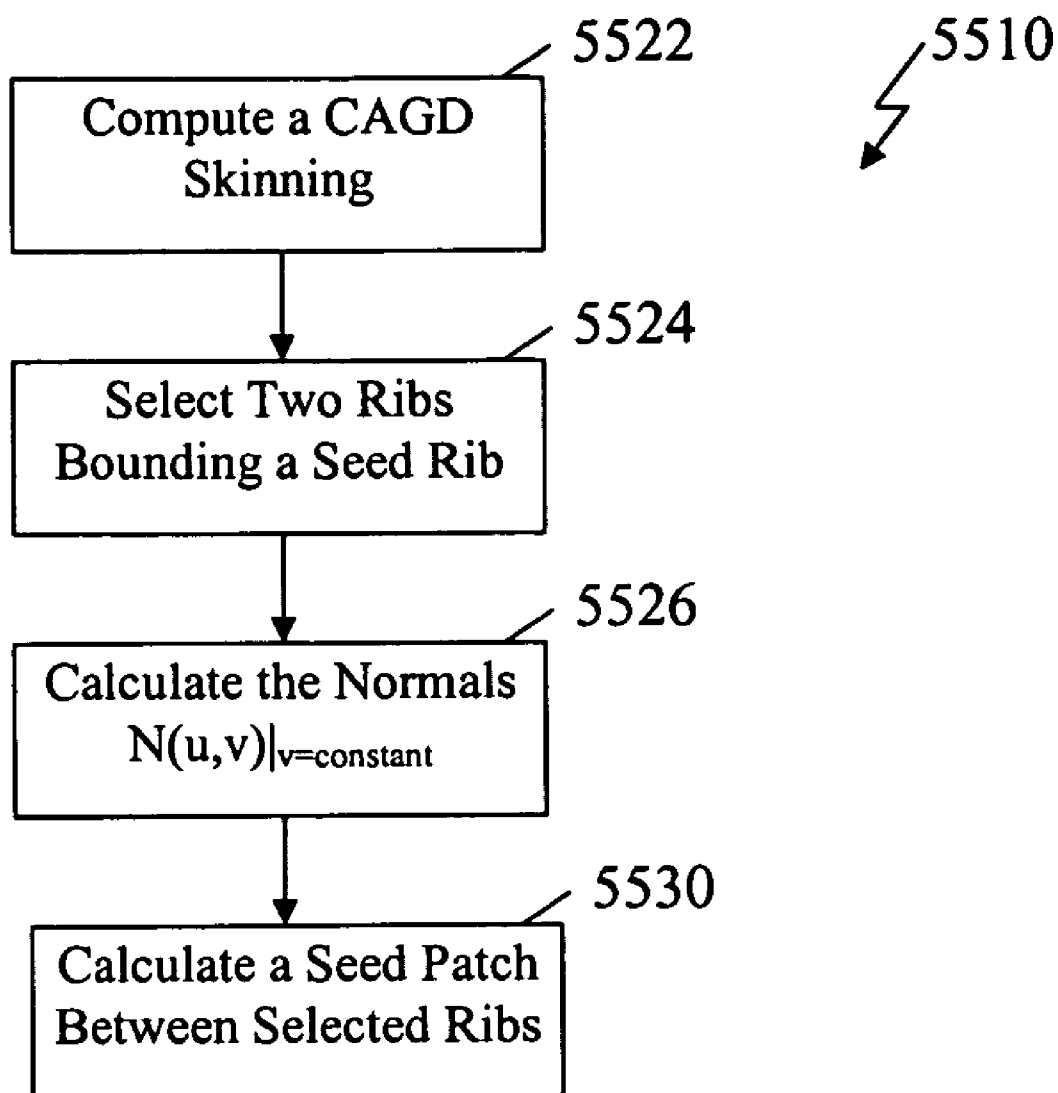 5522
5510
Compute a CAGD
Skinning
5524
Select Two Ribs
Bounding a Seed Rib
5526
Calculate the Normals
N(u,v)|v=constant
5530
Calculate a Seed Patch
Between Selected Ribs